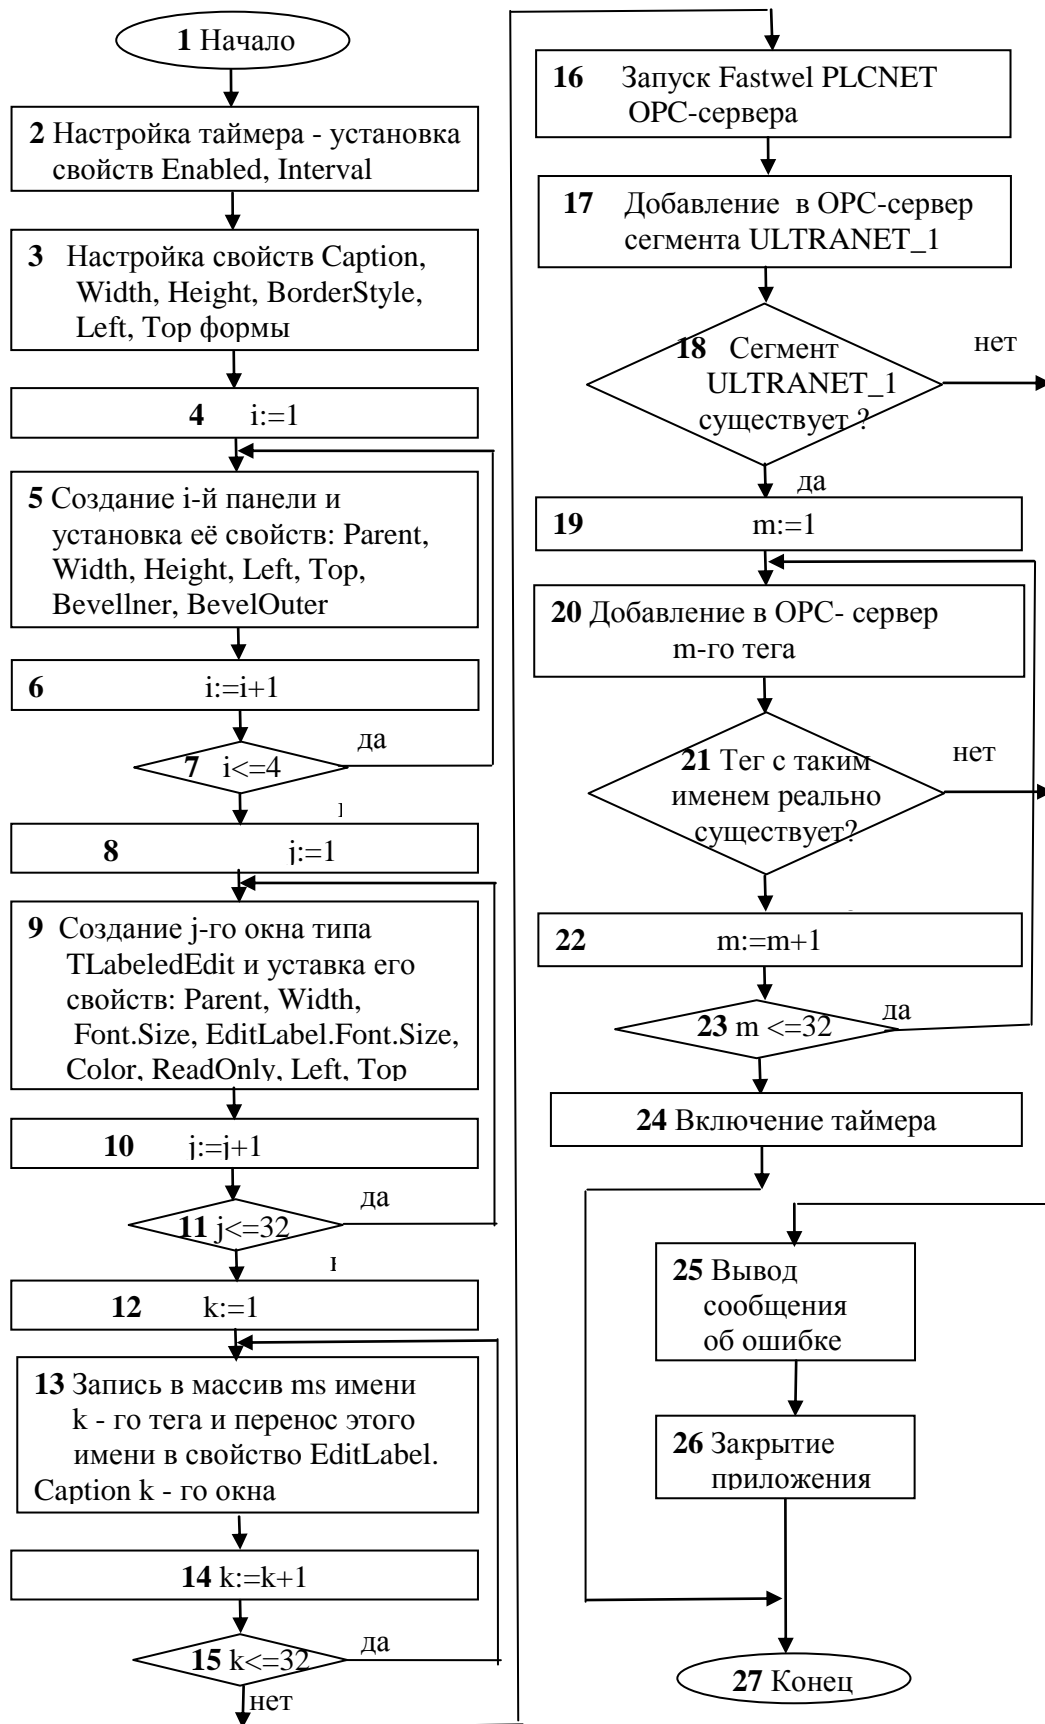 1 Начало
2 Настройка таймера - установка
свойств Enabled, Interval
3 Настройка свойств Caption,
Width, Height, BorderStyle,
Left, Top формы
4 i:=1
5 Создание i-й панели и
установка её свойств: Parent,
Width, Height, Left, Top,
BevelIner, BevelOuter
6 i:=i+1
7 i<=4
да
8 j:=1
9 Создание j-го окна типа
TLabeledEdit и уставка его
свойств: Parent, Width,
Font.Size, EditLabel.Font.Size,
Color, ReadOnly, Left, Top
10 j:=j+1
11 j<=32
да
12 k:=1
13 Запись в массив ms имени
k - го тега и перенос этого
имени в свойство EditLabel.
Caption k - го окна
14 k:=k+1
15 k<=32
да
нет
16 Запуск Fastwel PLCNET
OPC-сервера
17 Добавление в OPC-сервер
сегмента ULTRANET_1
18 Сегмент
ULTRANET_1
существует ?
нет
да
19 m:=1
20 Добавление в OPC- сервер
m-го тега
21 Тег с таким
именем реально
существует?
нет
22 m:=m+1
23 m <=32
да
24 Включение таймера
25 Вывод
сообщения
об ошибке
26 Закрытие
приложения
27 Конец